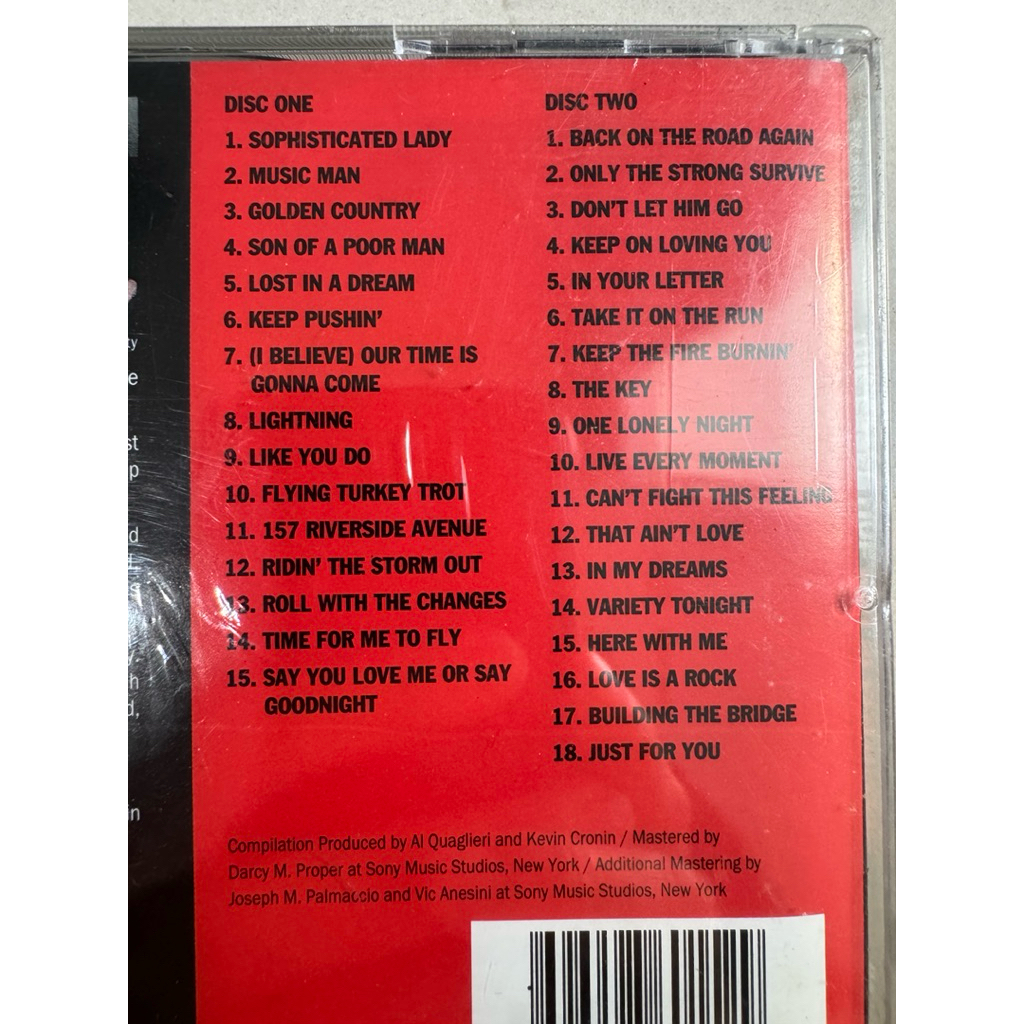 DISC ONE
1. SOPHISTICATED LADY
2. MUSIC MAN
3. GOLDEN COUNTRY
4. SON OF A POOR MAN
5. LOST IN A DREAM
6. KEEP PUSHIN'
7. (I BELIEVE) OUR TIME IS
GONNA COME
8. LIGHTNING
9. LIKE YOU DO
10. FLYING TURKEY TROT
11. 157 RIVERSIDE AVENUE
12. RIDIN' THE STORM OUT
13. ROLL WITH THE CHANGES
14. TIME FOR ME TO FLY
15. SAY YOU LOVE ME OR SAY
GOODNIGHT
DISC TWO
1. BACK ON THE ROAD AGAIN
2. ONLY THE STRONG SURVIVE
3. DON'T LET HIM GO
4. KEEP ON LOVING YOU
5. IN YOUR LETTER
6. TAKE IT ON THE RUN
7. KEEP THE FIRE BURNIN'
8. THE KEY
9. ONE LONELY NIGHT
10. LIVE EVERY MOMENT
11. CAN'T FIGHT THIS FEELING
12. THAT AIN'T LOVE
13. IN MY DREAMS
14. VARIETY TONIGHT
15. HERE WITH ME
16. LOVE IS A ROCK
17. BUILDING THE BRIDGE
18. JUST FOR YOU
Compilation Produced by Al Quaglieri and Kevin Cronin / Mastered by
Darcy M. Proper at Sony Music Studios, New York / Additional Mastering by
Joseph M. Palmaccio and Vic Anesini at Sony Music Studios, New York